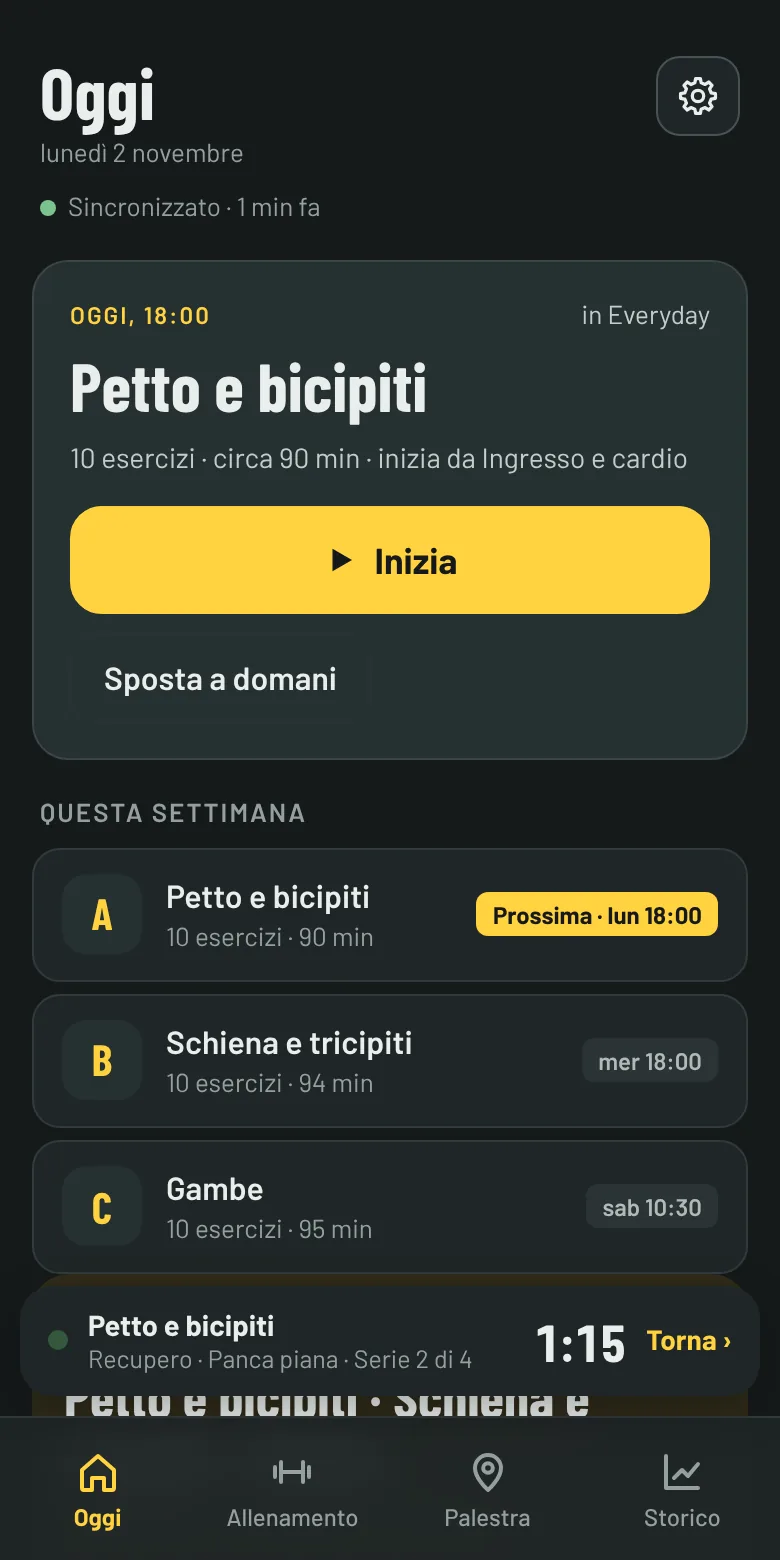 Oggi
lunedì 2 novembre
Sincronizzato · 1 min fa
OGGI, 18:00
in Everyday
Petto e bicipiti
10 esercizi · circa 90 min · inizia da Ingresso e cardio
Inizia
Sposta a domani
QUESTA SETTIMANA
A
Petto e bicipiti
10 esercizi · 90 min
Prossima · lun 18:00
B
Schiena e tricipiti
10 esercizi · 94 min
mer 18:00
C
Gambe
10 esercizi · 95 min
sab 10:30
Petto e bicipiti
Recupero · Panca piana · Serie 2 di 4
1:15
Torna ›
Petto e bicipiti · Schiena e
Oggi
Allenamento
Palestra
Storico